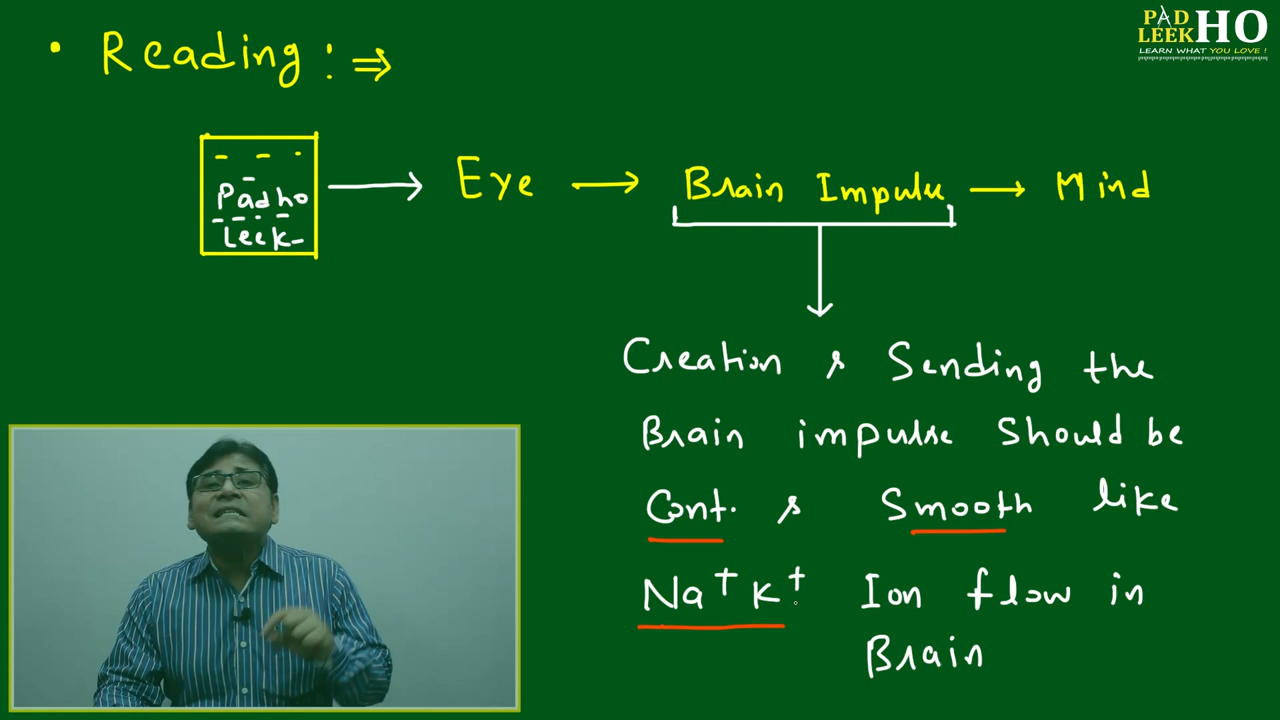 PAD
LEEK HO
LEARN WHAT YOU LOVE !
• Reading : ⇒
Padho
Leek
→ Eye → Brain Impulse → Mind
Creation & Sending the
Brain impulse should be
Cont. & Smooth like
Na⁺ K⁺ Ion flow in
Brain